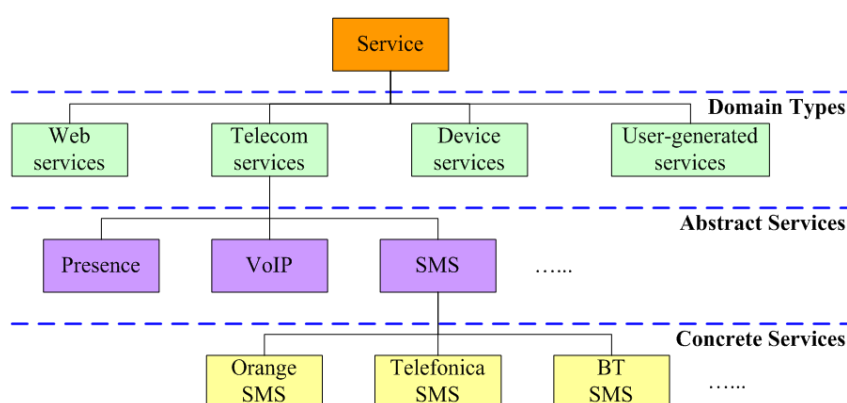 Service
Domain Types
Web
services
Telecom
services
Device
services
User-generated
services
Abstract Services
Presence
VoIP
SMS
…...
Concrete Services
Orange
SMS
Telefonica
SMS
BT
SMS
…...